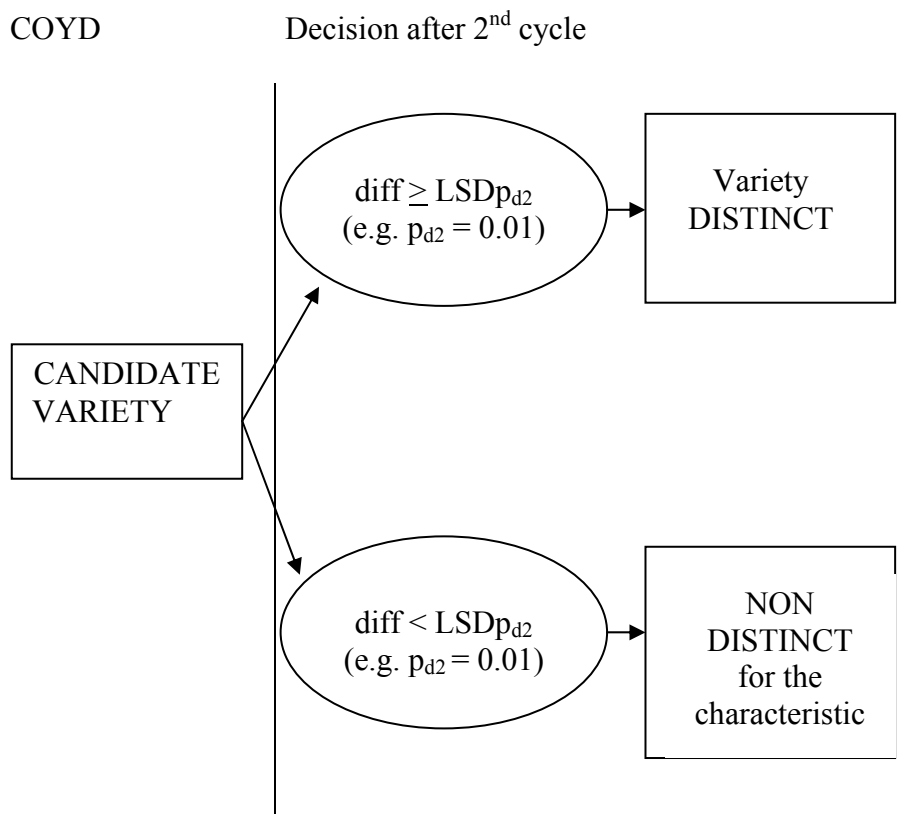 COYD
Decision after 2nd cycle
diff ≥ LSDpd2
(e.g. pd2 = 0.01)
Variety
DISTINCT
CANDIDATE
VARIETY
diff < LSDpd2
(e.g. pd2 = 0.01)
NON
DISTINCT
for the
characteristic